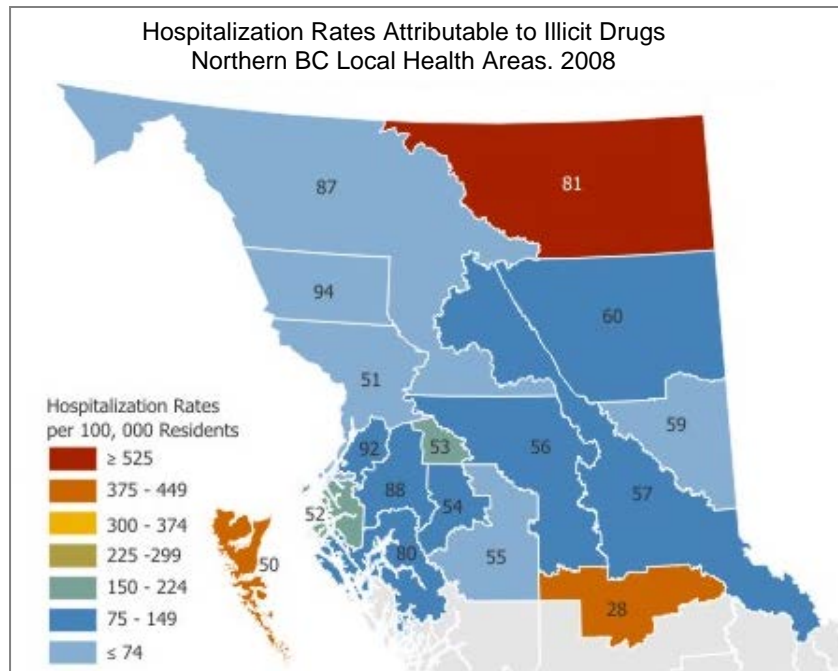 Hospitalization Rates Attributable to Illicit Drugs
Northern BC Local Health Areas. 2008
81
87
94
60
51
59
92
53
56
88
54
57
52
80
55
50
28
Hospitalization Rates
per 100, 000 Residents
≥ 525
375 - 449
300 - 374
225 -299
150 - 224
75 - 149
≤ 74